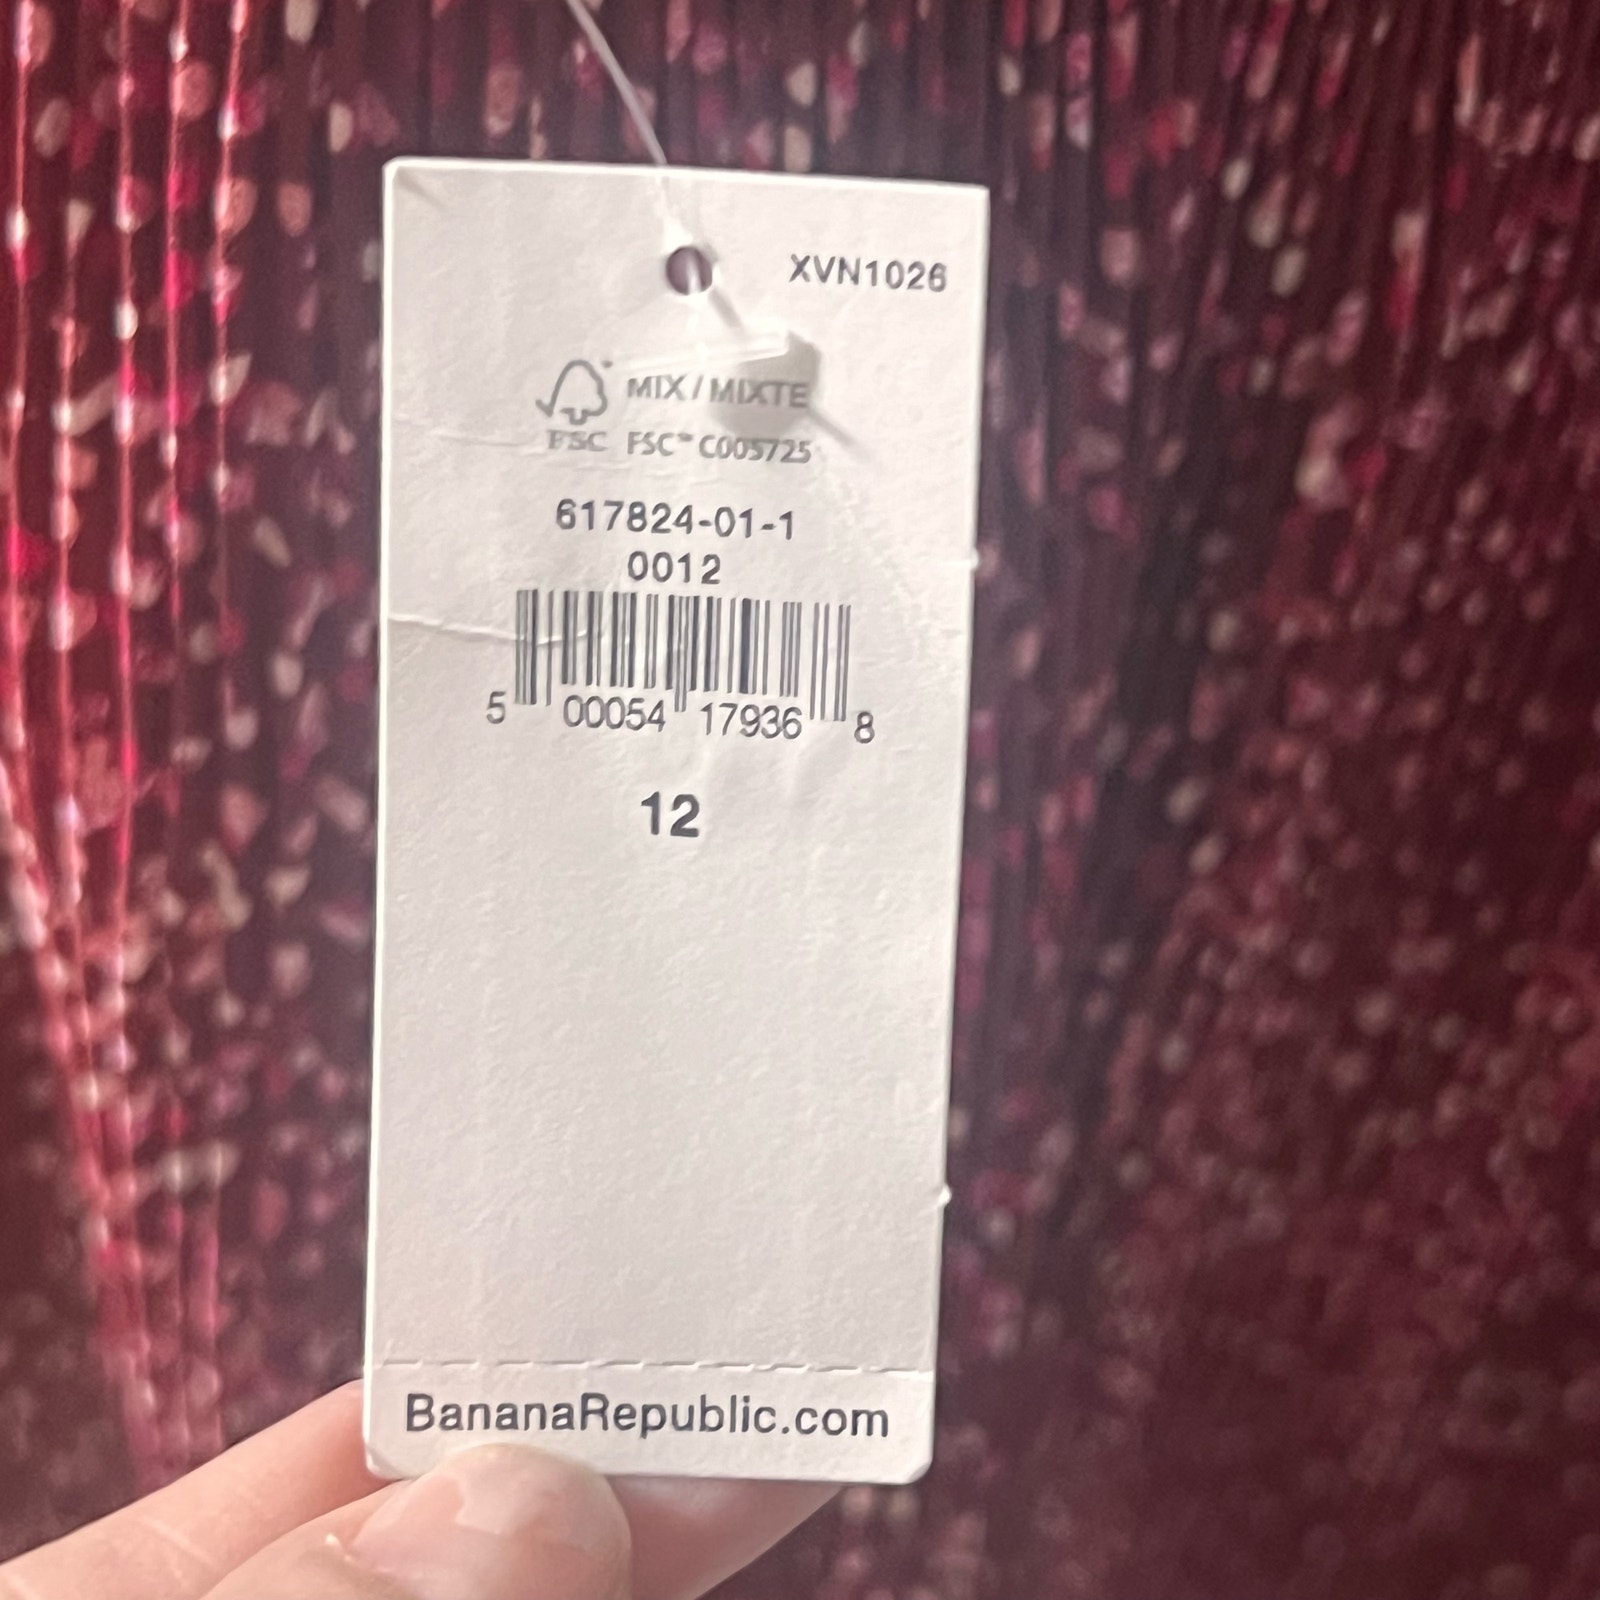 XVN1026
MIX / MIXTE
FSC FSC™ C005725
617824-01-1
0012
5 00054 17936 8
12
BananaRepublic.com